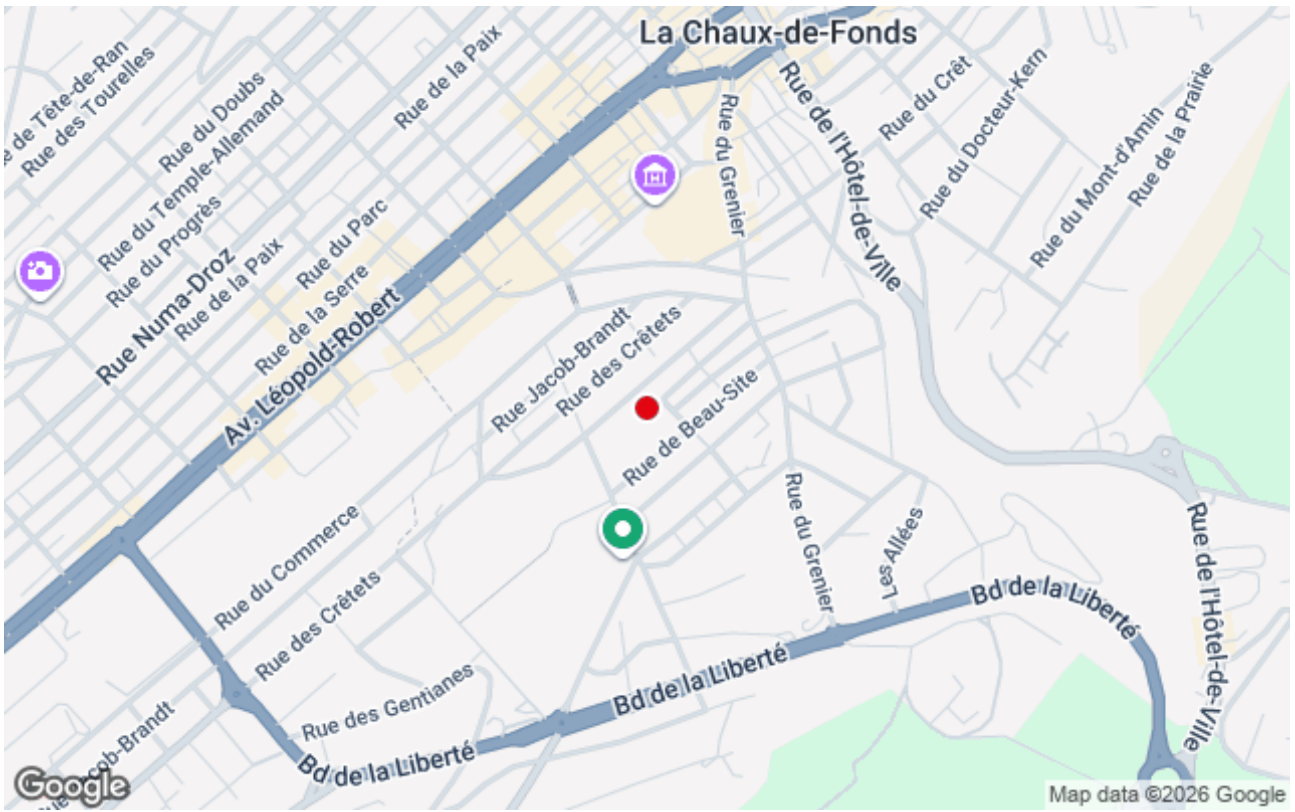 La Chaux-de-Fonds
e de Tête-de-Ran
Rue des Tourelles
Rue du Doubs
Rue du Temple-Allemand
Rue du Progrès
Rue de la Paix
Rue de la Paix
Rue Numa-Droz
Rue du Parc
Rue de la Serre
Av. Léopold-Robert
Rue du Grenier
Rue de l'Hôtel-de-Ville
Rue du Crêt
Rue du Docteur-Kern
Rue du Mont-d'Amin
Rue de la Prairie
Rue Jacob-Brandt
Rue des Crêtets
Rue de Beau-Site
Rue du Commerce
Rue des Crêtets
Rue du Grenier
Les Allées
Rue de l'Hôtel-de-Ville
Bd de la Liberté
Bd de la Liberté
Rue des Gentianes
Bd de la Liberté
Rue Jacob-Brandt
Google
Map data ©2026 Google